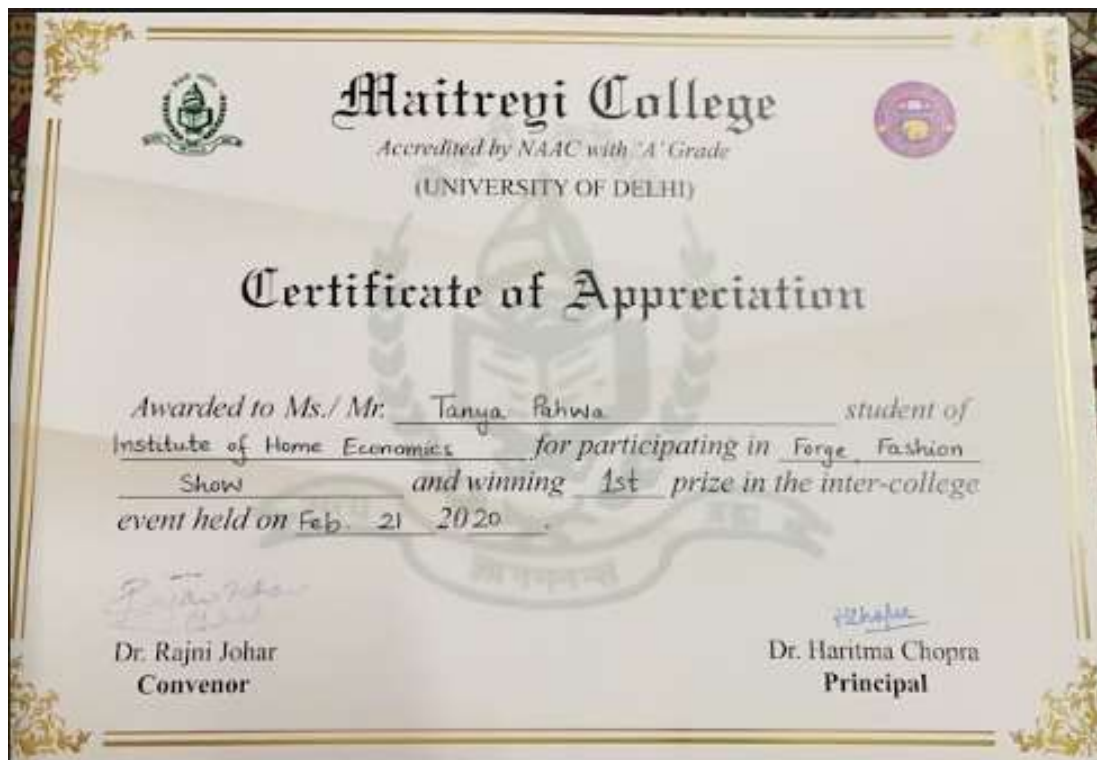 Maitreyi College
Accredited by NAAC with 'A' Grade
(UNIVERSITY OF DELHI)
Certificate of Appreciation
Awarded to Ms./ Mr. Tanya Pahwa student of
Institute of Home Economics for participating in Forge Fashion
Show and winning 1st prize in the inter-college
event held on Feb. 21 2020.
Dr. Rajni Johar
Convenor
Dr. Haritma Chopra
Principal